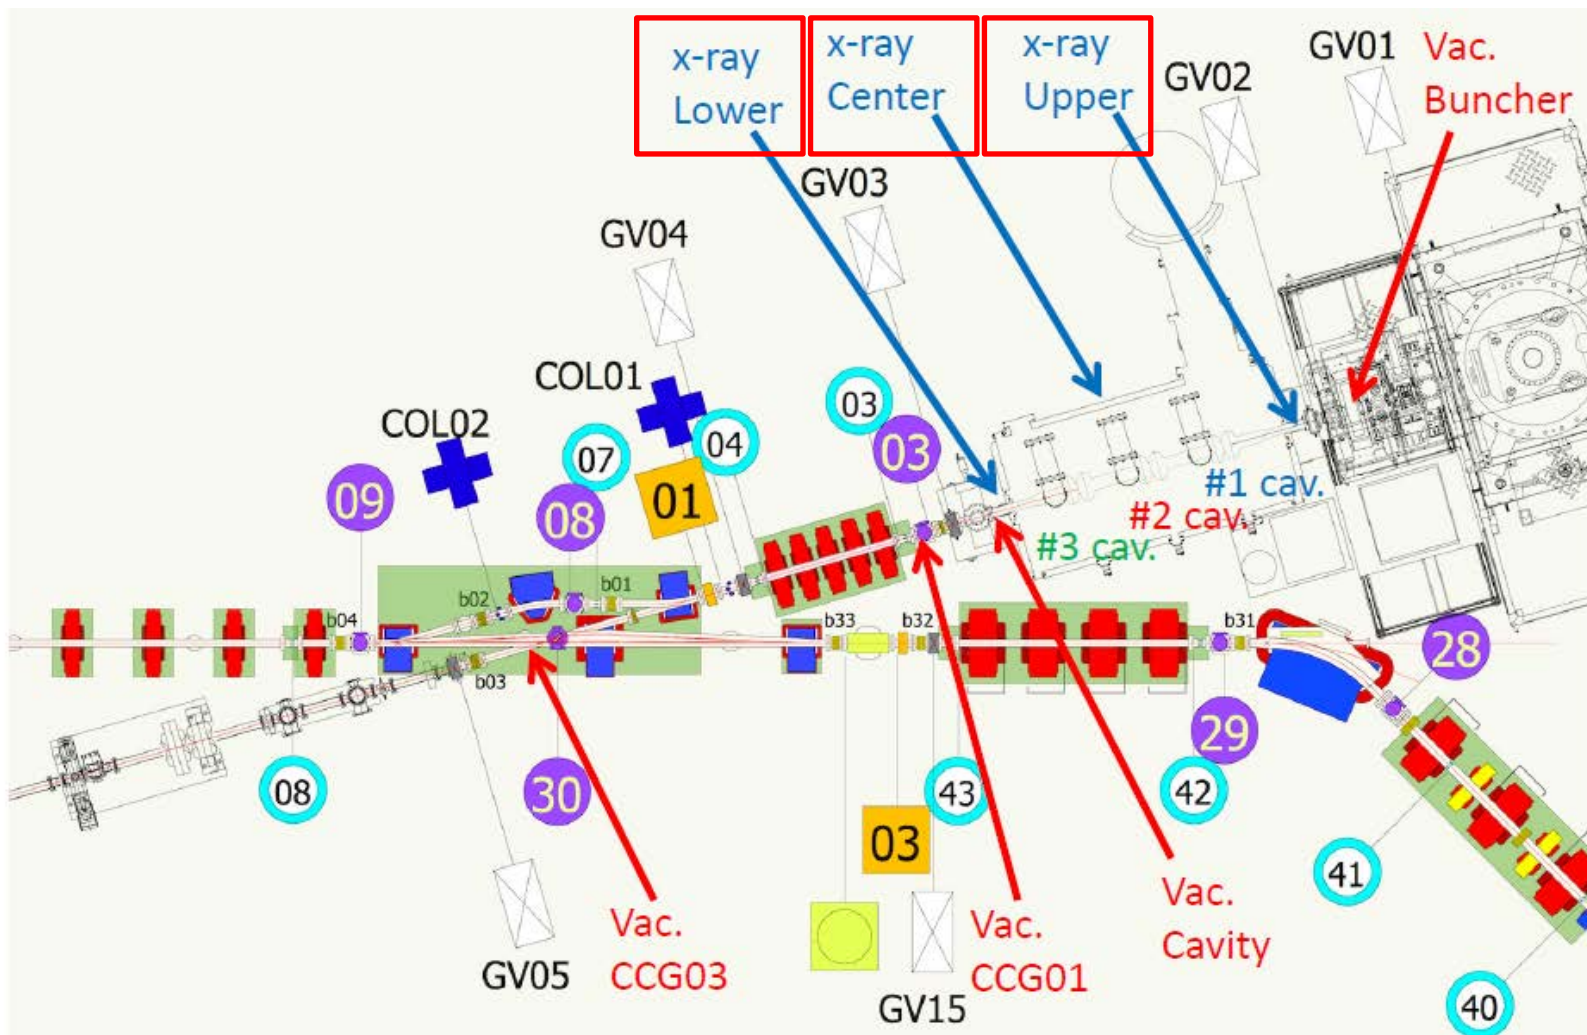 x-ray
Lower
x-ray
Center
x-ray
Upper
GV01
Vac.
Buncher
GV02
GV03
GV04
COL01
COL02
03
03
04
07
01
08
09
#1 cav.
#2 cav.
#3 cav.
b01
b02
b04
b33
b32
b31
b03
28
29
08
30
43
42
03
41
40
Vac.
CCG03
Vac.
CCG01
Vac.
Cavity
GV05
GV15